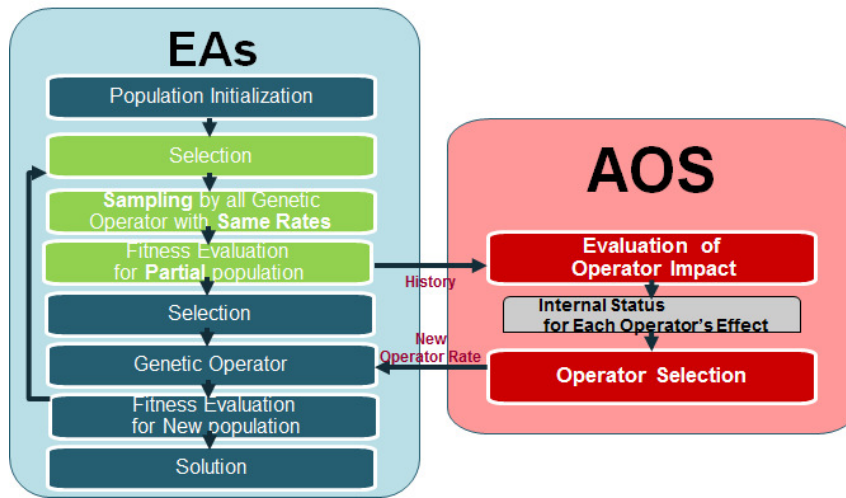 EAs
Population Initialization
Selection
Sampling by all Genetic
Operator with Same Rates
Fitness Evaluation
for Partial population
Selection
Genetic Operator
Fitness Evaluation
for New population
Solution
History
New
Operator Rate
AOS
Evaluation of
Operator Impact
Internal Status
for Each Operator's Effect
Operator Selection